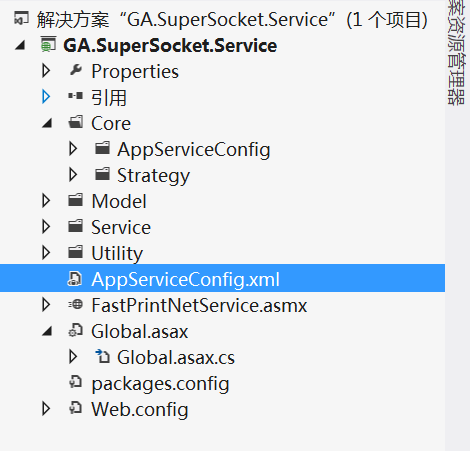 解决方案“GA.SuperSocket.Service”(1 个项目)
GA.SuperSocket.Service
Properties
引用
Core
AppServiceConfig
Strategy
Model
Service
Utility
AppServiceConfig.xml
FastPrintNetService.asmx
Global.asax
Global.asax.cs
packages.config
Web.config
案资源管理器